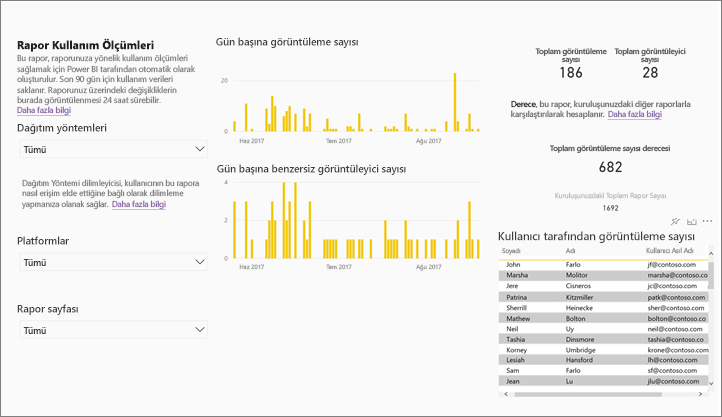 Rapor Kullanım Ölçümleri
Bu rapor, raporunuza yönelik kullanım ölçümleri
sağlamak için Power BI tarafından otomatik olarak
oluşturulur. Son 90 gün için kullanım verileri
saklanır. Raporunuz üzerindeki değişikliklerin
burada görüntülenmesi 24 saat sürebilir.
Daha fazla bilgi
Dağıtım yöntemleri
Tümü
Dağıtım Yöntemi dilimleyicisi, kullanıcının bu rapora
nasıl erişim elde ettiğine bağlı olarak dilimleme
yapmanıza olanak sağlar. Daha fazla bilgi
Platformlar
Tümü
Rapor sayfası
Tümü
Gün başına görüntüleme sayısı
20
0
Haz 2017 Tem 2017 Ağu 2017
Gün başına benzersiz görüntüleyici sayısı
4
2
0
Haz 2017 Tem 2017 Ağu 2017
Toplam görüntüleme
sayısı
186
Toplam görüntüleyici
sayısı
28
Derece, bu rapor, kuruluşunuzdaki diğer raporlarla
karşılaştırılarak hesaplanır. Daha fazla bilgi
Toplam görüntüleme sayısı derecesi
682
Kuruluşunuzdaki Toplam Rapor Sayısı
1692
Kullanıcı tarafından görüntüleme sayısı
Soyadı Adı Kullanıcı Asıl Adı
John Farlo jf@contoso.com
Marsha Molitor marsha@contoso.c
Jere Cisneros jc@contoso.com
Patrina Kitzmiller patk@contoso.com
Sherrill Heinecke sher@contoso.com
Mathew Bolton bolton@contoso.co
Neil Uy neil@contoso.com
Tashia Dinsmore tashia@contoso.co
Korney Umbridge krone@contoso.com
Lesiah Hansford lh@contoso.com
Sam Farlo sf@contoso.com
Jean Lu jlu@contoso.com